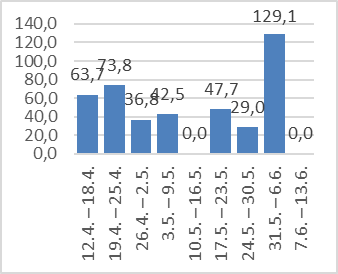 140,0
120,0
100,0
80,0
60,0
40,0
20,0
0,0
63,7
73,8
36,8
42,5
0,0
47,7
29,0
129,1
0,0
12.4. – 18.4.
19.4. – 25.4.
26.4. – 2.5.
3.5. – 9.5.
10.5. – 16.5.
17.5. – 23.5.
24.5. – 30.5.
31.5. – 6.6.
7.6. – 13.6.